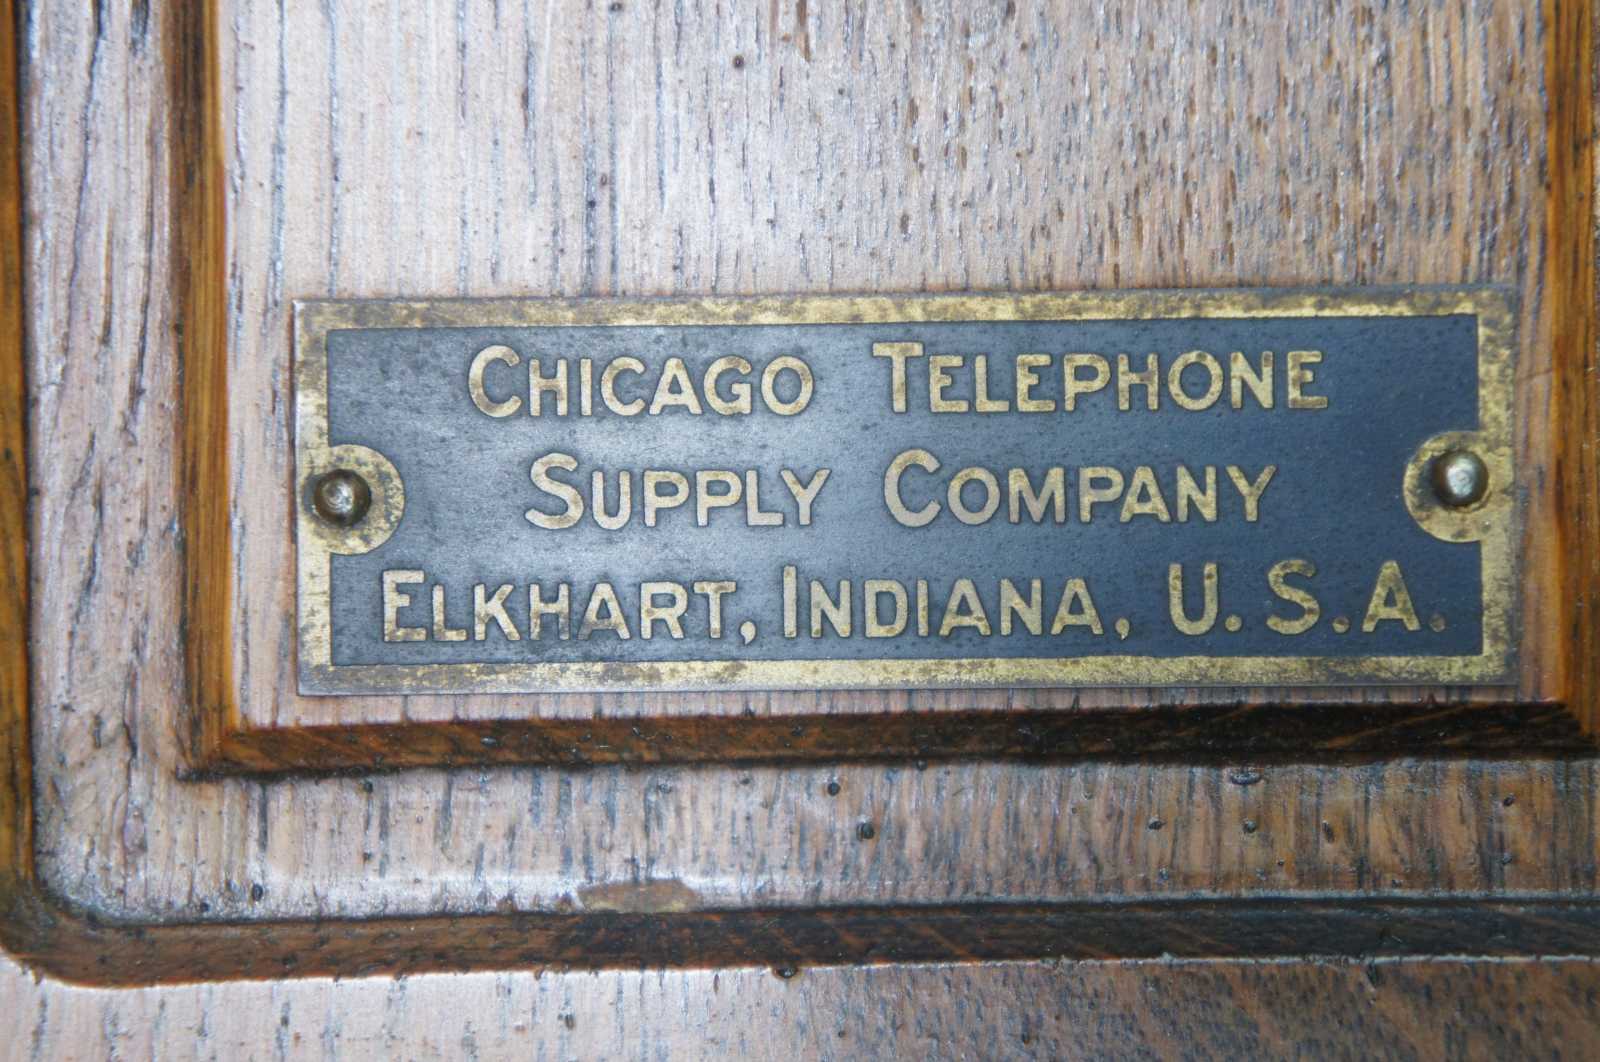 CHICAGO TELEPHONE
SUPPLY COMPANY
ELKHART, INDIANA, U.S.A.